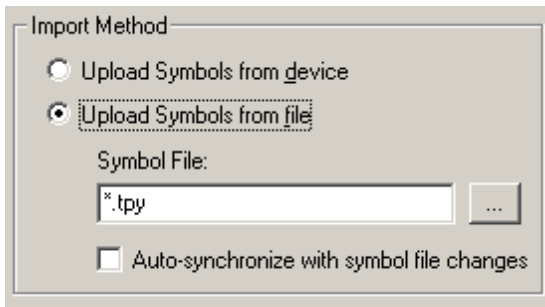 Import Method
Upload Symbols from device
Upload Symbols from file
Symbol File:
*.tpy
...
Auto-synchronize with symbol file changes